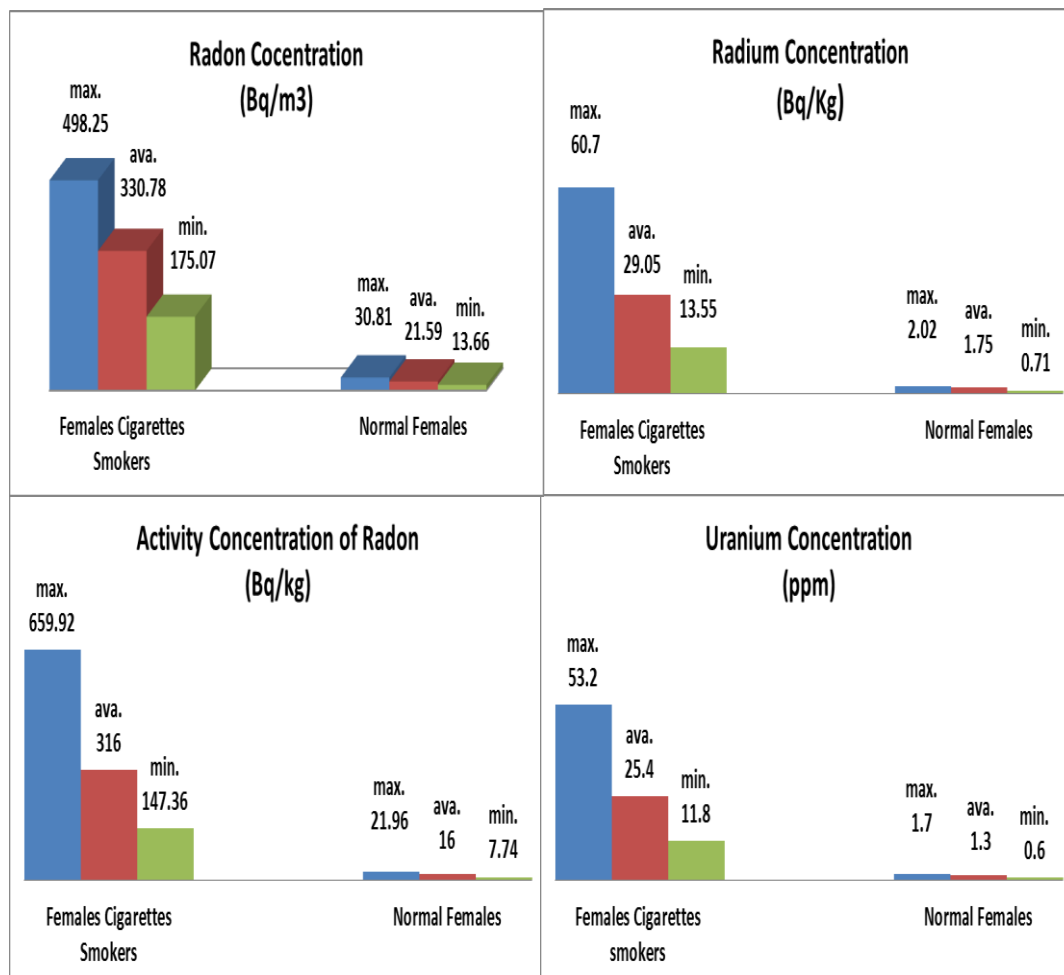 Radon Cocentration
(Bq/m3)
max.
498.25
ava.
330.78
min.
175.07
max.
30.81
ava.
21.59
min.
13.66
Females Cigarettes
Smokers
Normal Females
Radium Concentration
(Bq/Kg)
max.
60.7
ava.
29.05
min.
13.55
max.
2.02
ava.
1.75
min.
0.71
Females Cigarettes
Smokers
Normal Females
Activity Concentration of Radon
(Bq/kg)
max.
659.92
ava.
316
min.
147.36
max.
21.96
ava.
16
min.
7.74
Females Cigarettes
Smokers
Normal Females
Uranium Concentration
(ppm)
max.
53.2
ava.
25.4
min.
11.8
max.
1.7
ava.
1.3
min.
0.6
Females Cigarettes
smokers
Normal Females